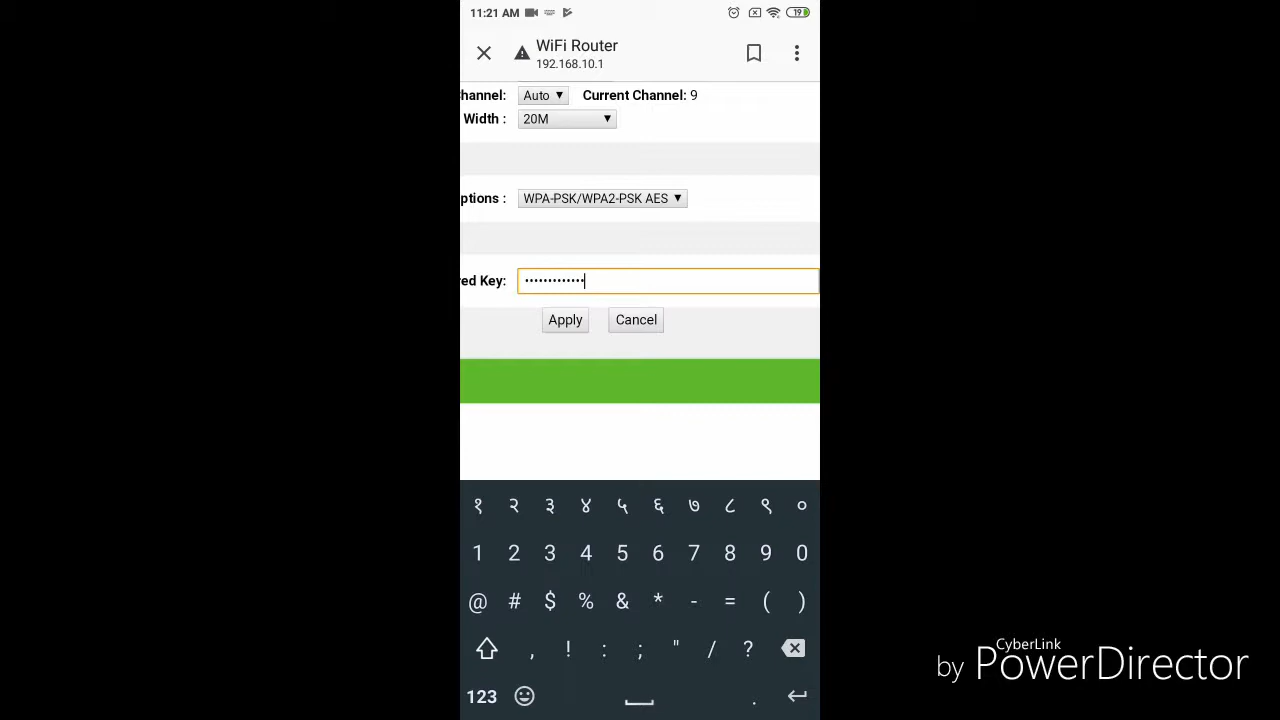 11:21 AM 19
WiFi Router
192.168.10.1
hannel: Auto ▼ Current Channel: 9
Width : 20M ▼
ptions : WPA-PSK/WPA2-PSK AES ▼
red Key: •••••••••••••
Apply Cancel
१ २ ३ ४ ५ ६ ७ ८ ९ ०
1 2 3 4 5 6 7 8 9 0
@ # $ % & * - = ( )
, ! : ; " / ?
123 .
CyberLink
by PowerDirector